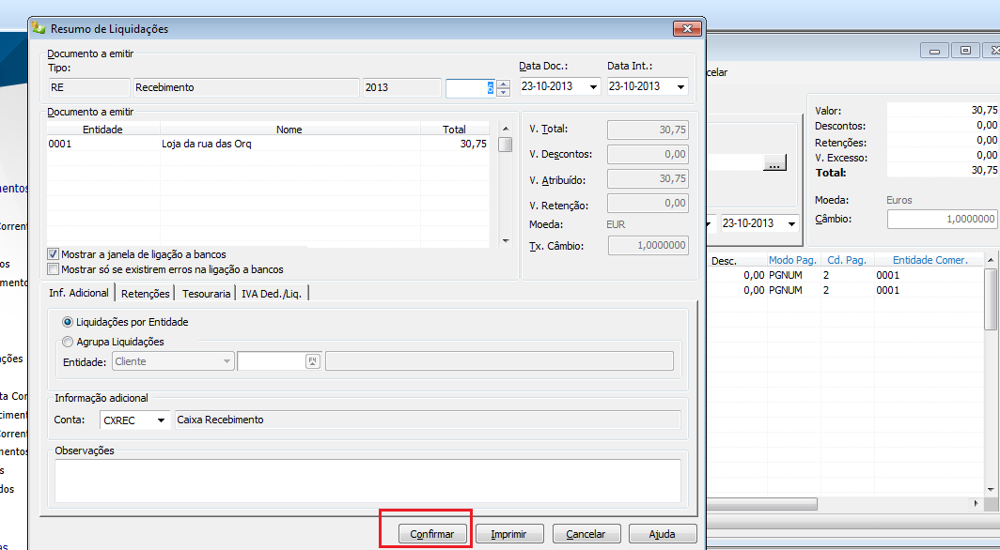 Resumo de Liquidações
Documento a emitir
Tipo: Data Doc.: Data Int.:
RE Recebimento 2013 6 23-10-2013 23-10-2013
Documento a emitir
Entidade Nome Total
0001 Loja da rua das Orq 30,75
V. Total: 30,75
V. Descontos: 0,00
V. Atribuído: 30,75
V. Retenção: 0,00
Moeda: EUR
Tx. Câmbio: 1,0000000
Mostrar a janela de ligação a bancos
Mostrar só se existirem erros na ligação a bancos
Inf. Adicional Retenções Tesouraria IVA Ded./Liq.
Liquidações por Entidade
Agrupa Liquidações
Entidade: Cliente F4
Informação adicional
Conta: CXREC Caixa Recebimento
Observações
Confirmar Imprimir Cancelar Ajuda
celar
Valor: 30,75
Descontos: 0,00
Retenções: 0,00
V. Excesso: 0,00
Total: 30,75
...
Moeda: Euros
23-10-2013
Câmbio: 1,0000000
Desc. Modo Pag. Cd. Pag. Entidade Comer.
0,00 PGNUM 2 0001
0,00 PGNUM 2 0001
mentos
Corrent
os
mento
ções
ta Cor
cimen
Corren
mentos
s
dos
as